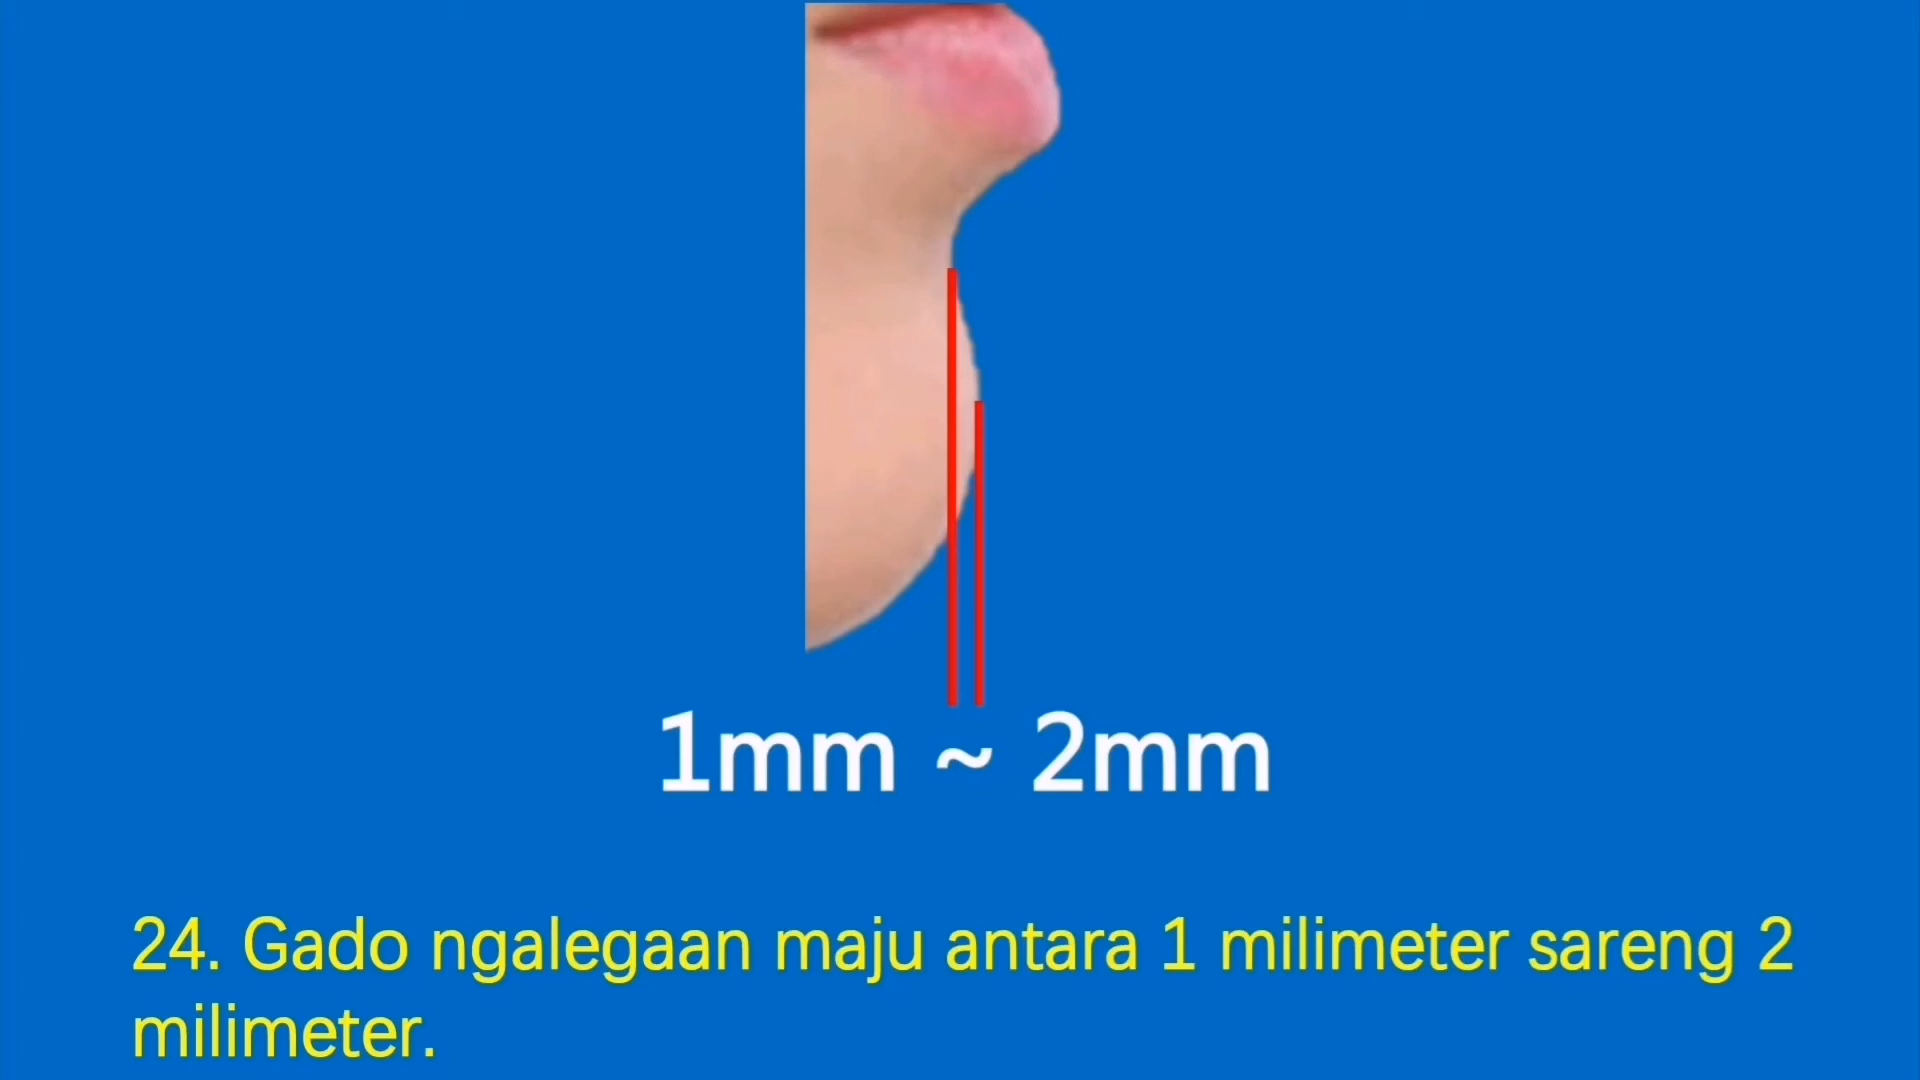 1mm ~ 2mm
24. Gado ngalegaan maju antara 1 milimeter sareng 2
milimeter.